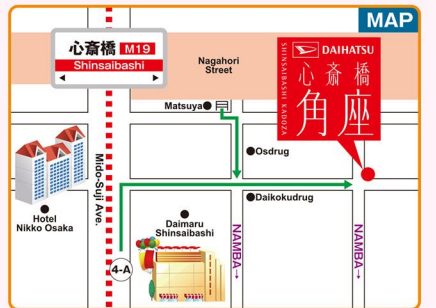 MAP
心斎橋 M19
Shinsaibashi
Nagahori
Street
SHINSAIBASHI KADOZA
DAIHATSU
心斎橋
角座
Matsuya
Osdrug
Mido-Suji Ave.
Daikokudrug
Hotel
Nikko Osaka
Daimaru
Shinsaibashi
4-A
NAMBA→
NAMBA→